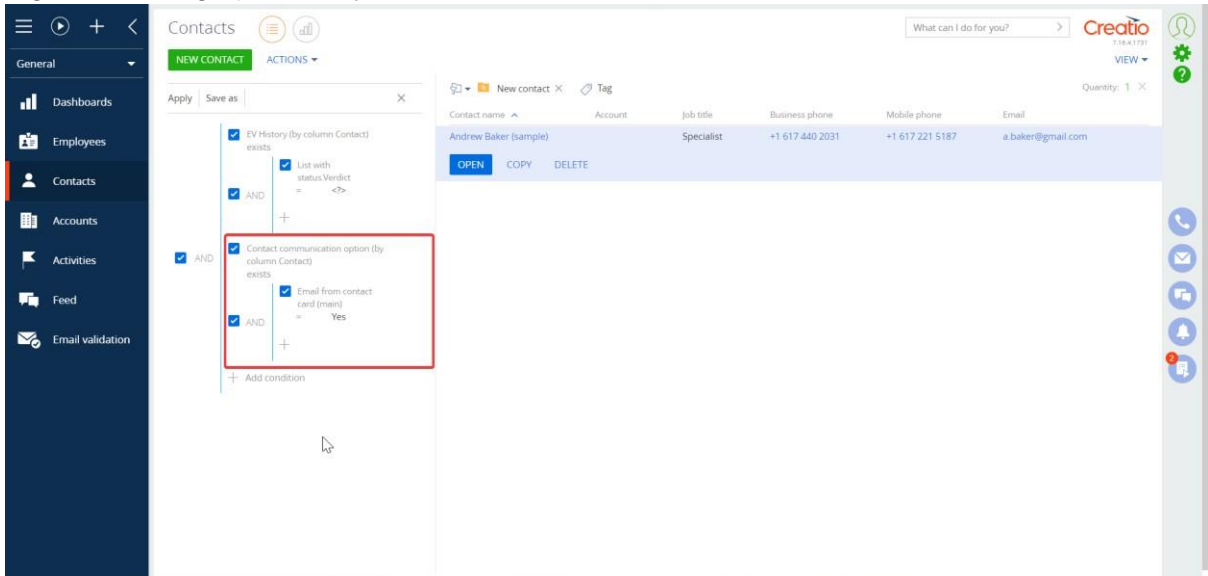 Contacts
What can I do for you?
Creatio
General
NEW CONTACT
ACTIONS
VIEW
Apply
Save as
New contact
Tag
Quantity: 1
Contact name
Account
Job title
Business phone
Mobile phone
Email
Andrew Baker (sample)
Specialist
+1 617 440 2031
+1 617 221 5187
a.baker@gmail.com
OPEN
COPY
DELETE
Dashboards
Employees
Contacts
Accounts
Activities
Feed
Email validation
EV History (by column Contact)
exists
List with
status.Verdict
= <?>
AND
AND
Contact communication option (by
column Contact)
exists
Email from contact
card (main)
= Yes
AND
Add condition
2